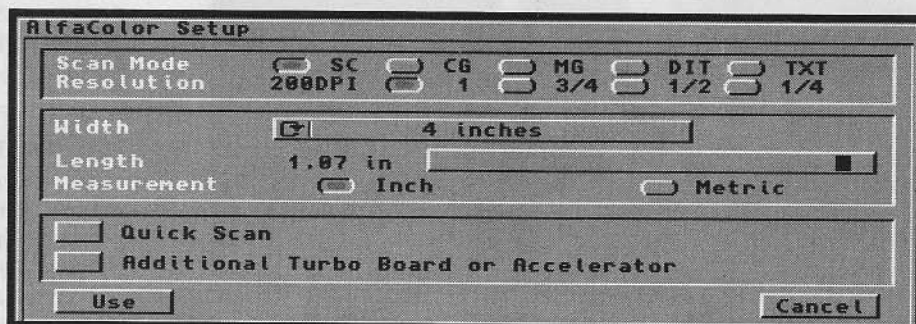 AlfaColor Setup
Scan Mode SC CG MG DIT TXT
Resolution 200DPI 1 3/4 1/2 1/4
Width 4 inches
Length 1.07 in
Measurement Inch Metric
Quick Scan
Additional Turbo Board or Accelerator
Use Cancel